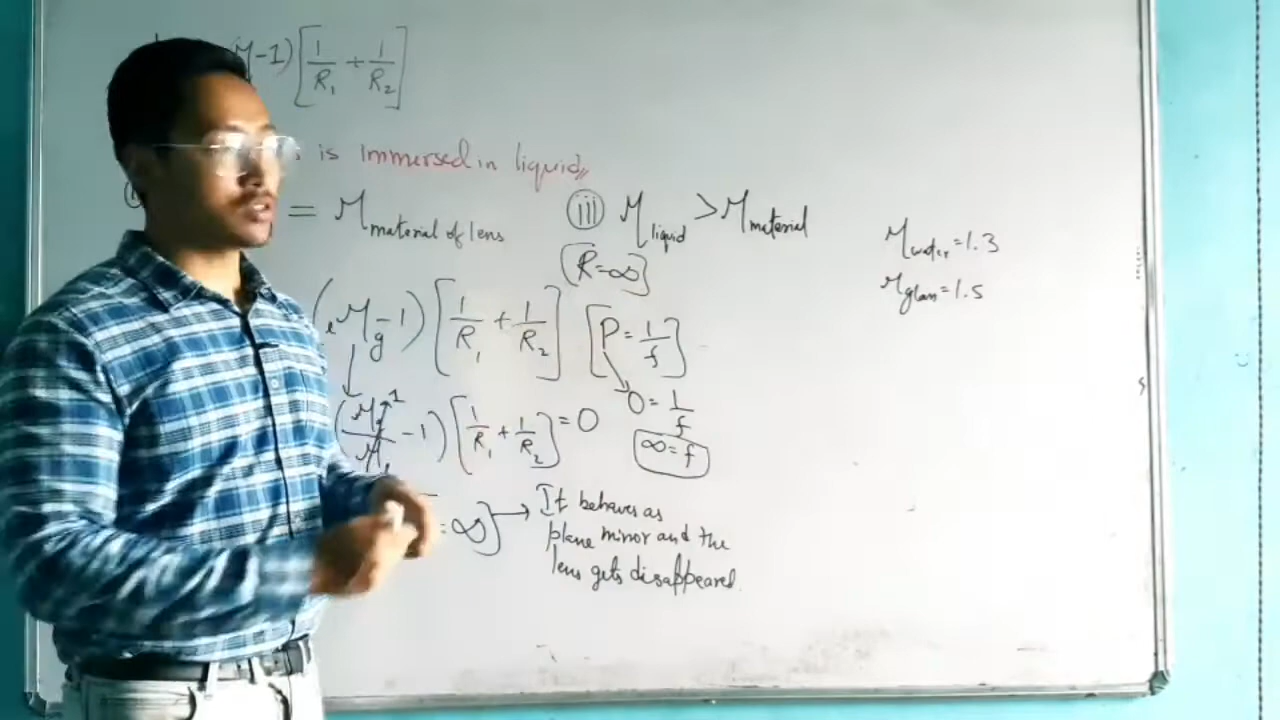 μ-1)[1/R₁ + 1/R₂]
is immersed in liquid
= μ material of lens
(iii) μ liquid > μ material
[R=∞]
μ water = 1.3
μ glass = 1.5
(ₗμg - 1)[1/R₁ + 1/R₂]
[P = 1/f]
- 1)[1/R₁ + 1/R₂] = 0
0 = 1/f
∞ = f
= ∞] → It behaves as
plane mirror and the
lens gets disappeared.